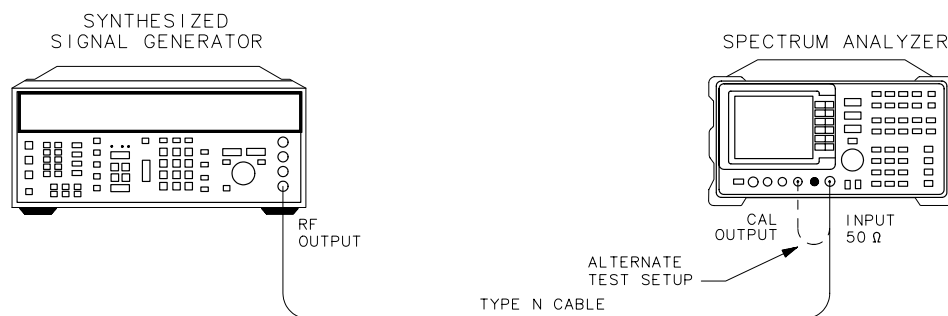 SYNTHESIZED
SIGNAL GENERATOR
SPECTRUM ANALYZER
RF
OUTPUT
CAL
OUTPUT
INPUT
50 Ω
ALTERNATE
TEST SETUP
TYPE N CABLE